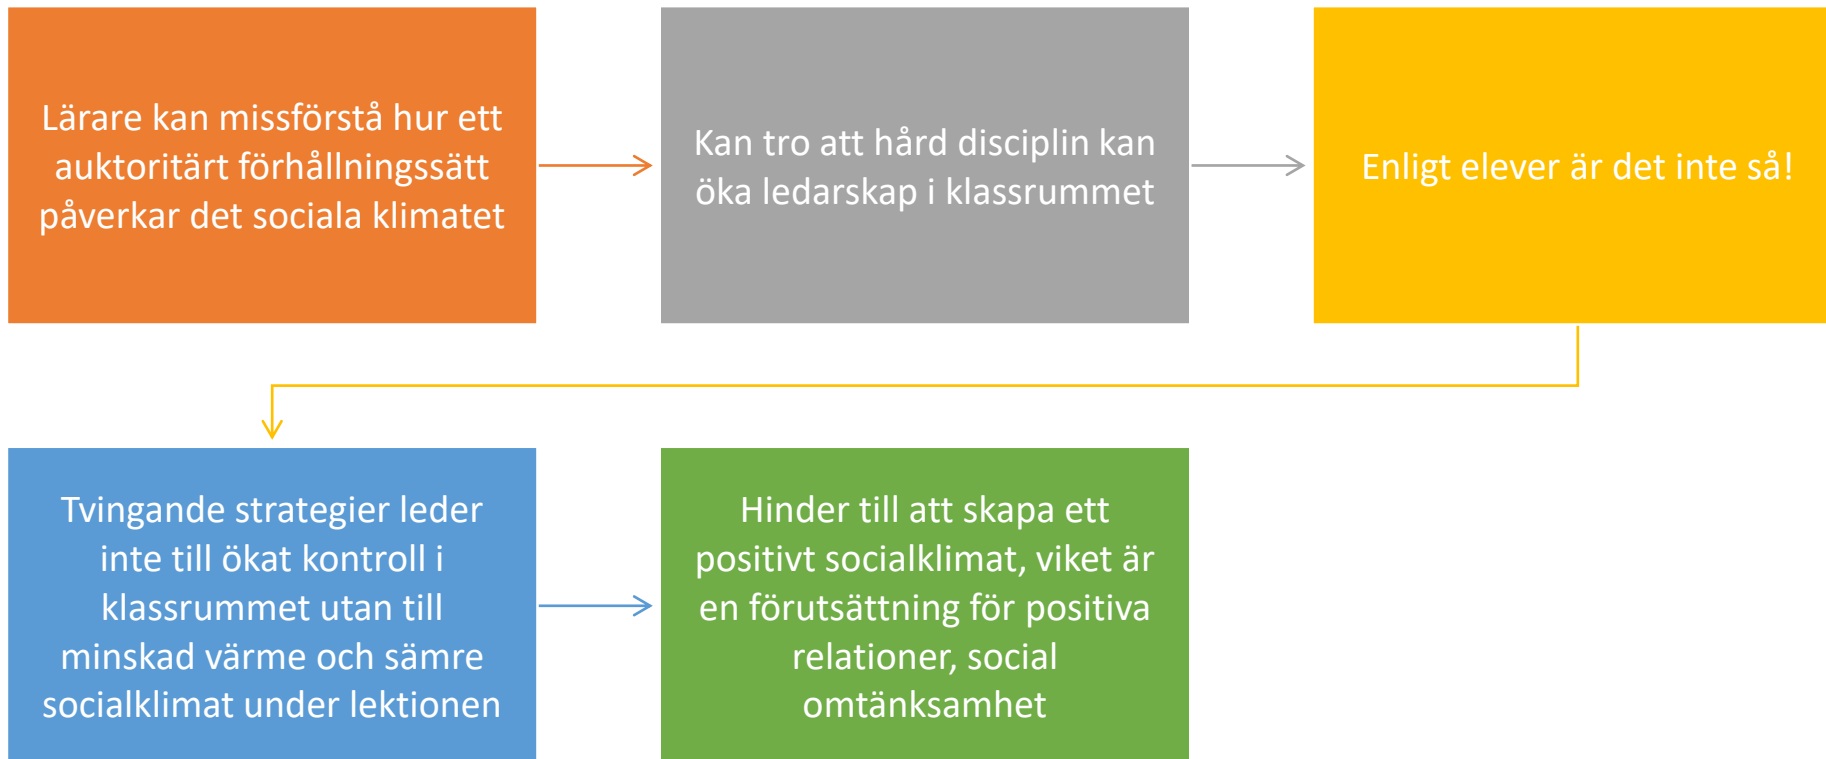 Lärare kan missförstå hur ett
auktoritärt förhållningssätt
påverkar det sociala klimatet
Kan tro att hård disciplin kan
öka ledarskap i klassrummet
Enligt elever är det inte så!
Tvingande strategier leder
inte till ökat kontroll i
klassrummet utan till
minskad värme och sämre
socialklimat under lektionen
Hinder till att skapa ett
positivt socialklimat, viket är
en förutsättning för positiva
relationer, social
omtänksamhet